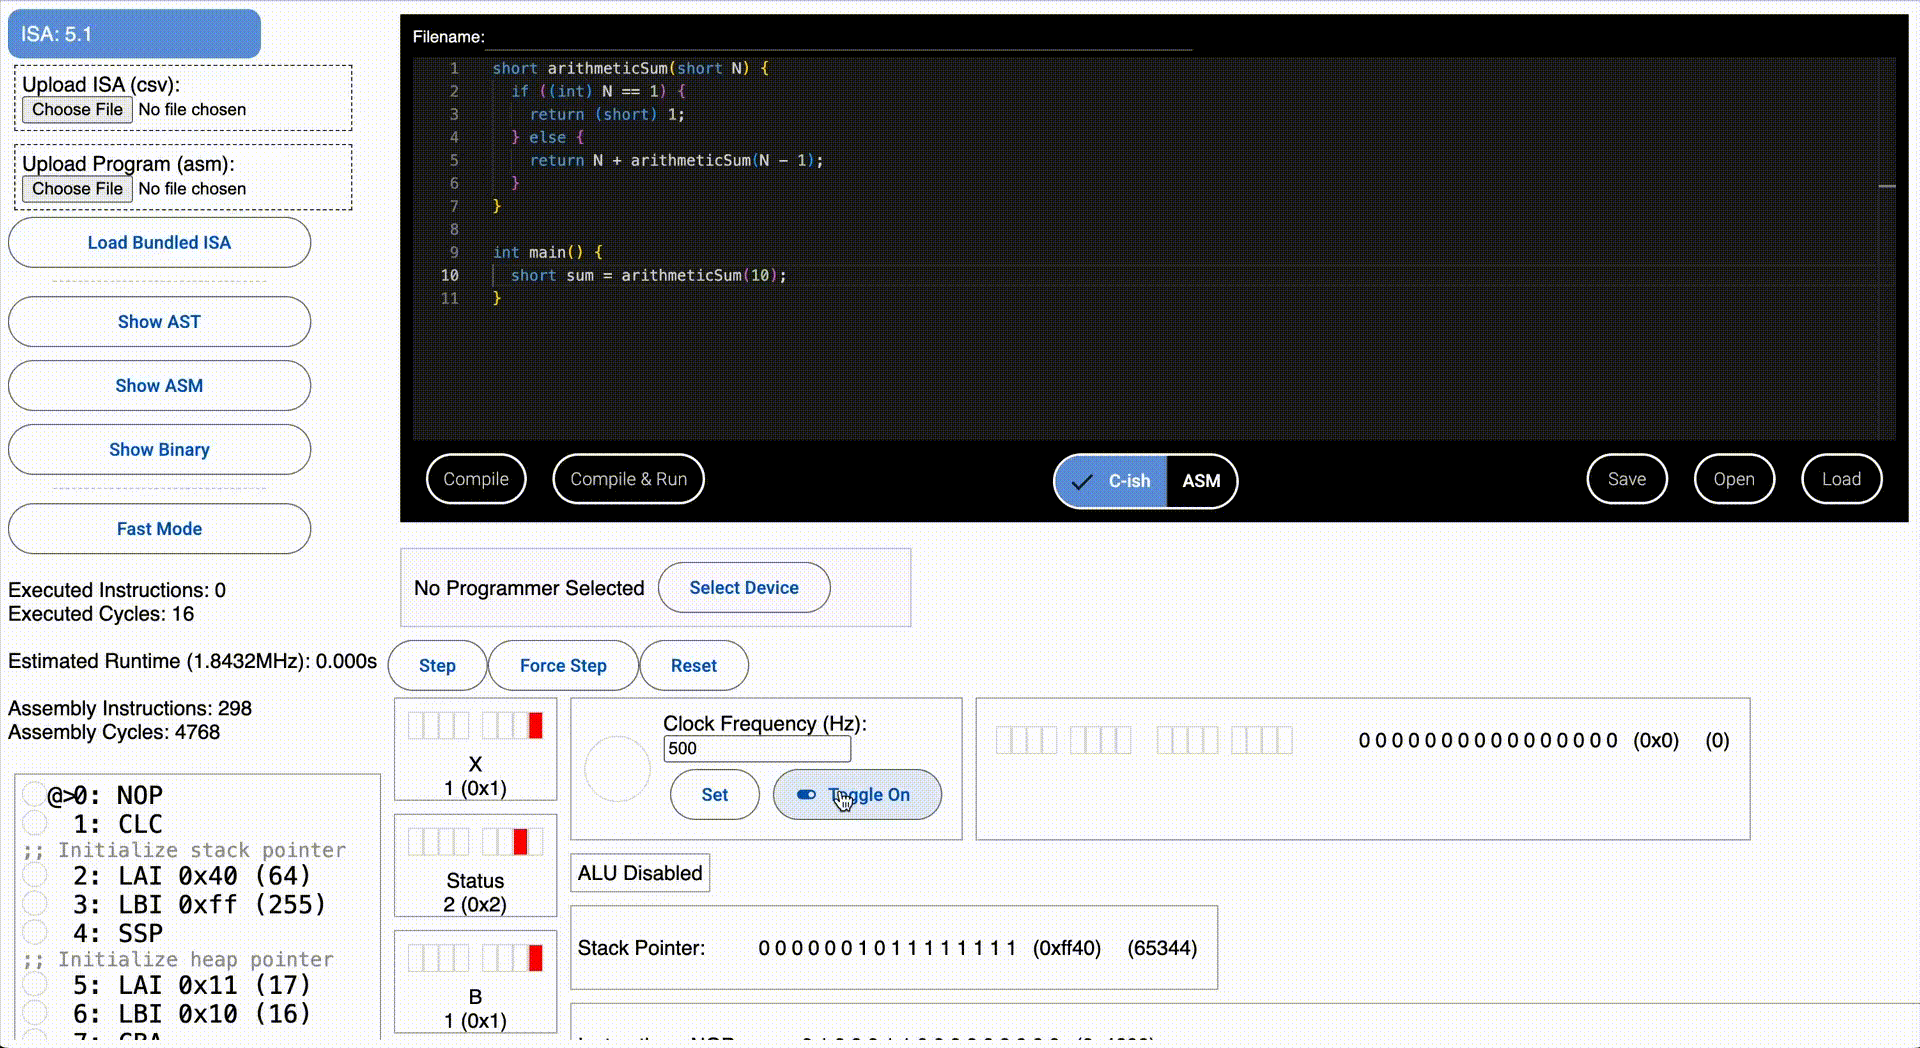 ISA: 5.1
Upload ISA (csv):
Choose File No file chosen
Upload Program (asm):
Choose File No file chosen
Load Bundled ISA
Show AST
Show ASM
Show Binary
Fast Mode
Executed Instructions: 0
Executed Cycles: 16
Estimated Runtime (1.8432MHz): 0.000s
Assembly Instructions: 298
Assembly Cycles: 4768
@>0: NOP
1: CLC
;; Initialize stack pointer
2: LAI 0x40 (64)
3: LBI 0xff (255)
4: SSP
;; Initialize heap pointer
5: LAI 0x11 (17)
6: LBI 0x10 (16)
Filename:
1 short arithmeticSum(short N) {
2 if ((int) N == 1) {
3 return (short) 1;
4 } else {
5 return N + arithmeticSum(N - 1);
6 }
7 }
8
9 int main() {
10 short sum = arithmeticSum(10);
11 }
Compile
Compile & Run
C-ish
ASM
Save
Open
Load
No Programmer Selected
Select Device
Step
Force Step
Reset
X
1 (0x1)
Status
2 (0x2)
B
1 (0x1)
Clock Frequency (Hz):
500
Set
Toggle On
0 0 0 0 0 0 0 0 0 0 0 0 0 0 0 0 (0x0) (0)
ALU Disabled
Stack Pointer: 0 0 0 0 0 0 1 0 1 1 1 1 1 1 1 1 (0xff40) (65344)